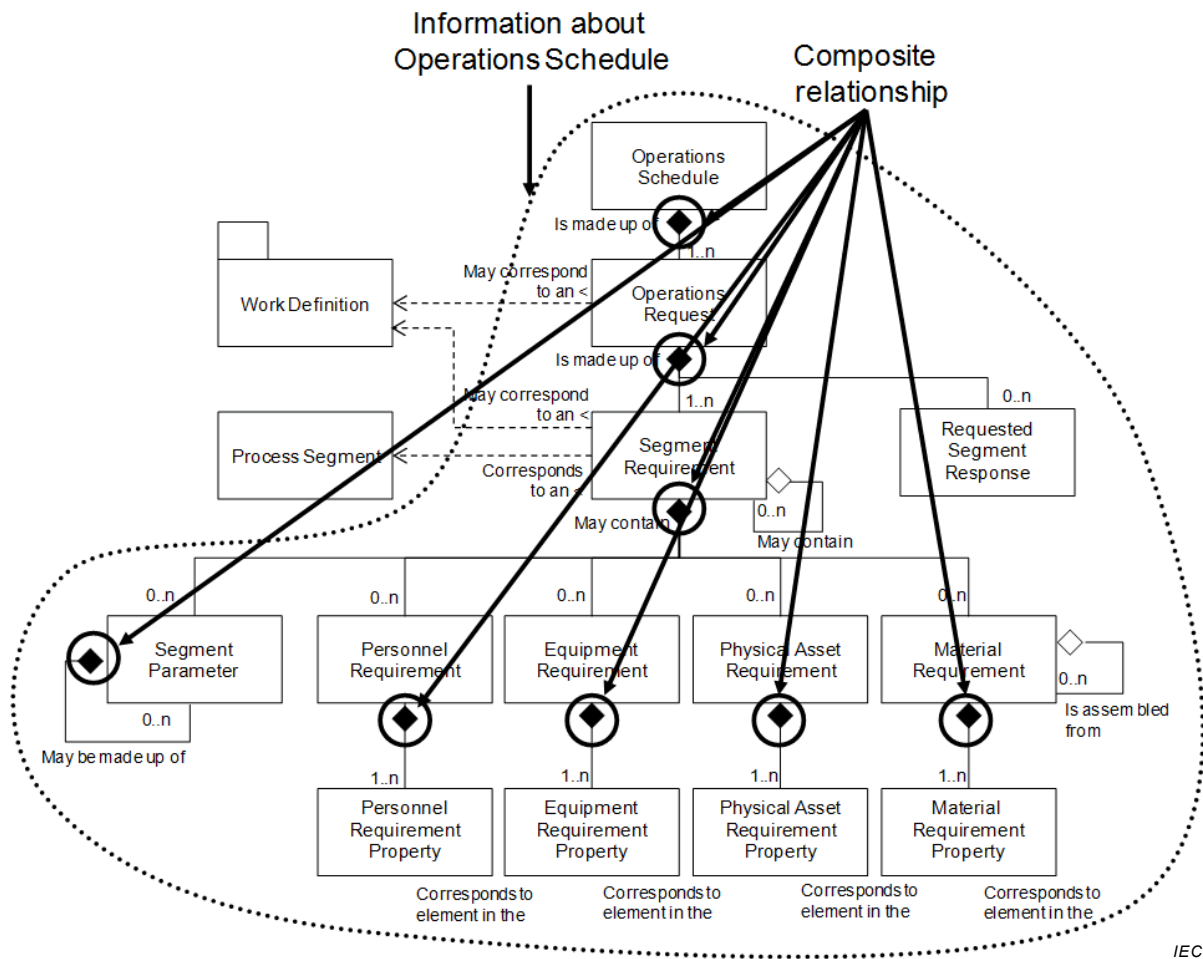 Information about
Operations Schedule
Composite
relationship
Operations
Schedule
Is made up of
1..n
May correspond
to an <
Work Definition
Operations
Request
Is made up of
1..n
0..n
May correspond
to an <
Process Segment
Corresponds
to an <
Segment
Requirement
Requested
Segment
Response
0..n
May contain
May contain
0..n
0..n
0..n
0..n
0..n
Segment
Parameter
Personnel
Requirement
Equipment
Requirement
Physical Asset
Requirement
Material
Requirement
0..n
0..n
Is assembled
from
May be made up of
1..n
1..n
1..n
1..n
Personnel
Requirement
Property
Equipment
Requirement
Property
Physical Asset
Requirement
Property
Material
Requirement
Property
Corresponds to
element in the
Corresponds to
element in the
Corresponds to
element in the
Corresponds to
element in the
IEC